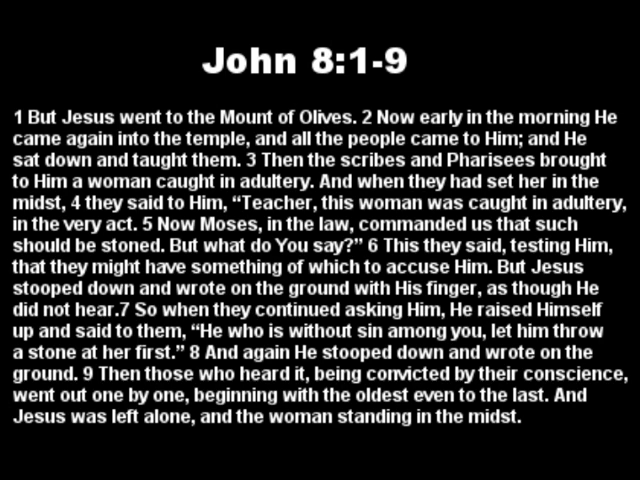 John 8:1-9
1 But Jesus went to the Mount of Olives. 2 Now early in the morning He
came again into the temple, and all the people came to Him; and He
sat down and taught them. 3 Then the scribes and Pharisees brought
to Him a woman caught in adultery. And when they had set her in the
midst, 4 they said to Him, “Teacher, this woman was caught in adultery,
in the very act. 5 Now Moses, in the law, commanded us that such
should be stoned. But what do You say?” 6 This they said, testing Him,
that they might have something of which to accuse Him. But Jesus
stooped down and wrote on the ground with His finger, as though He
did not hear.7 So when they continued asking Him, He raised Himself
up and said to them, “He who is without sin among you, let him throw
a stone at her first.” 8 And again He stooped down and wrote on the
ground. 9 Then those who heard it, being convicted by their conscience,
went out one by one, beginning with the oldest even to the last. And
Jesus was left alone, and the woman standing in the midst.